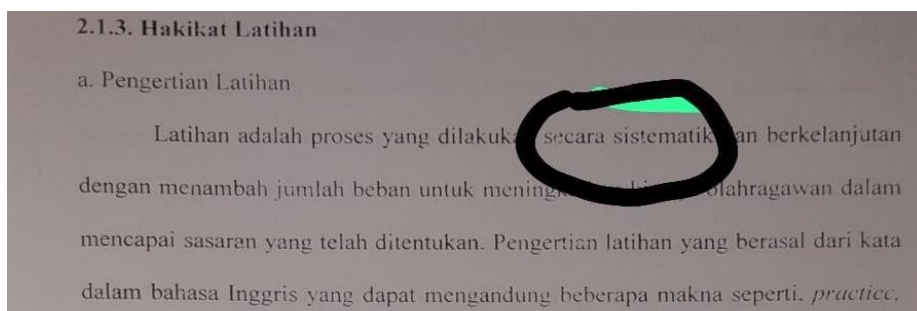 2.1.3. Hakikat Latihan
a. Pengertian Latihan
Latihan adalah proses yang secara sistematik berkelanjutan
dengan menambah jumlah beban untuk dalam
mencapai sasaran yang telah ditentukan. Pengertian latihan yang berasal dari kata
dalam bahasa Inggris yang dapat mengandung beberapa makna seperti. practice.